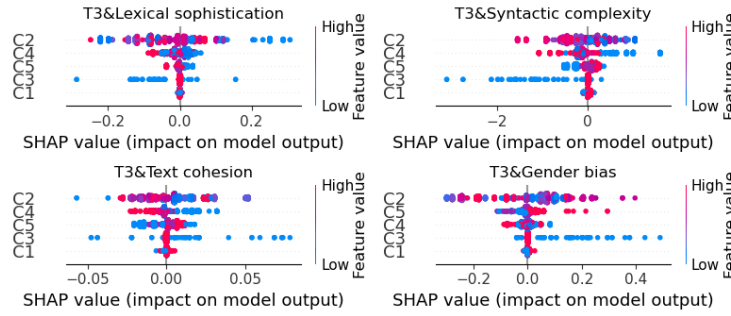 T3&Lexical sophistication
C2
C4
C5
C3
C1
−0.2 0.0 0.2
SHAP value (impact on model output)
High
Feature value
Low
T3&Syntactic complexity
C2
C4
C5
C3
C1
−2 0
SHAP value (impact on model output)
High
Feature value
Low
T3&Text cohesion
C2
C4
C5
C3
C1
−0.05 0.00 0.05
SHAP value (impact on model output)
High
Feature value
Low
T3&Gender bias
C2
C5
C4
C3
C1
−0.2 0.0 0.2 0.4
SHAP value (impact on model output)
High
Feature value
Low